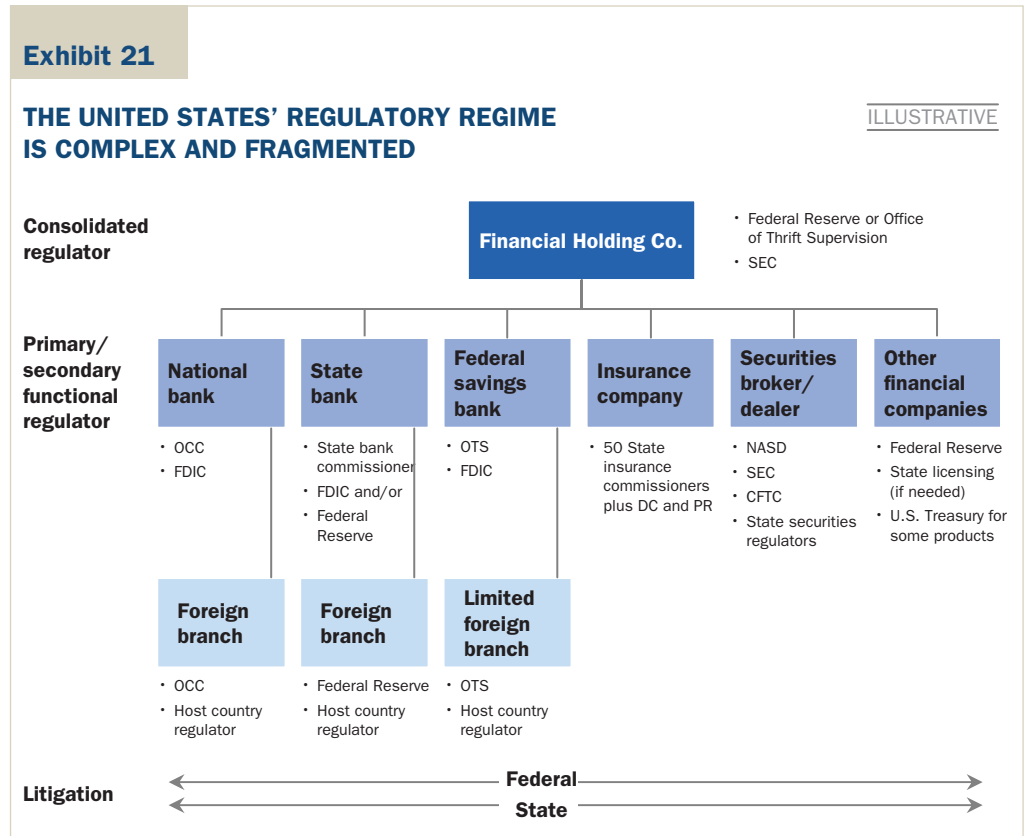 Exhibit 21
THE UNITED STATES' REGULATORY REGIME
IS COMPLEX AND FRAGMENTED
ILLUSTRATIVE
Consolidated
regulator
Financial Holding Co.
• Federal Reserve or Office
of Thrift Supervision
• SEC
Primary/
secondary
functional
regulator
National
bank
• OCC
• FDIC
State
bank
• State bank
commissioner
• FDIC and/or
• Federal
Reserve
Federal
savings
bank
• OTS
• FDIC
Insurance
company
• 50 State
insurance
commissioners
plus DC and PR
Securities
broker/
dealer
• NASD
• SEC
• CFTC
• State securities
regulators
Other
financial
companies
• Federal Reserve
• State licensing
(if needed)
• U.S. Treasury for
some products
Foreign
branch
• OCC
• Host country
regulator
Foreign
branch
• Federal Reserve
• Host country
regulator
Limited
foreign
branch
• OTS
• Host country
regulator
Litigation
Federal
State